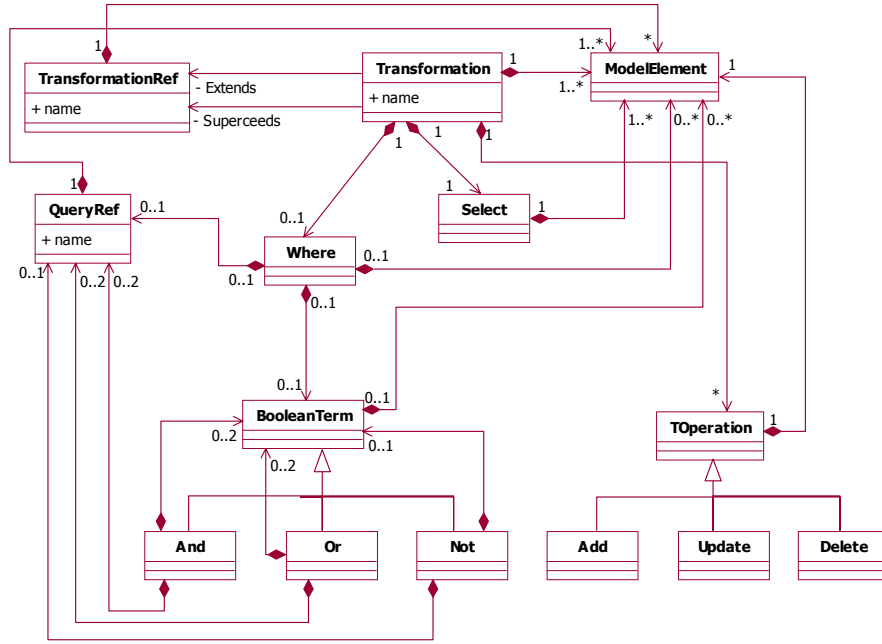 1
*
1..*
TransformationRef
+ name
- Extends
- Superceeds
Transformation
+ name
1
1..*
ModelElement
1
1
1
1
1..*
0..*
0..*
1
QueryRef
+ name
0..1
1
Select
1
0..1
Where
0..1
0..1
0..1
0..1
0..2
0..2
0..1
0..1
BooleanTerm
0..2
0..2
0..1
*
TOperation
1
And
Or
Not
Add
Update
Delete